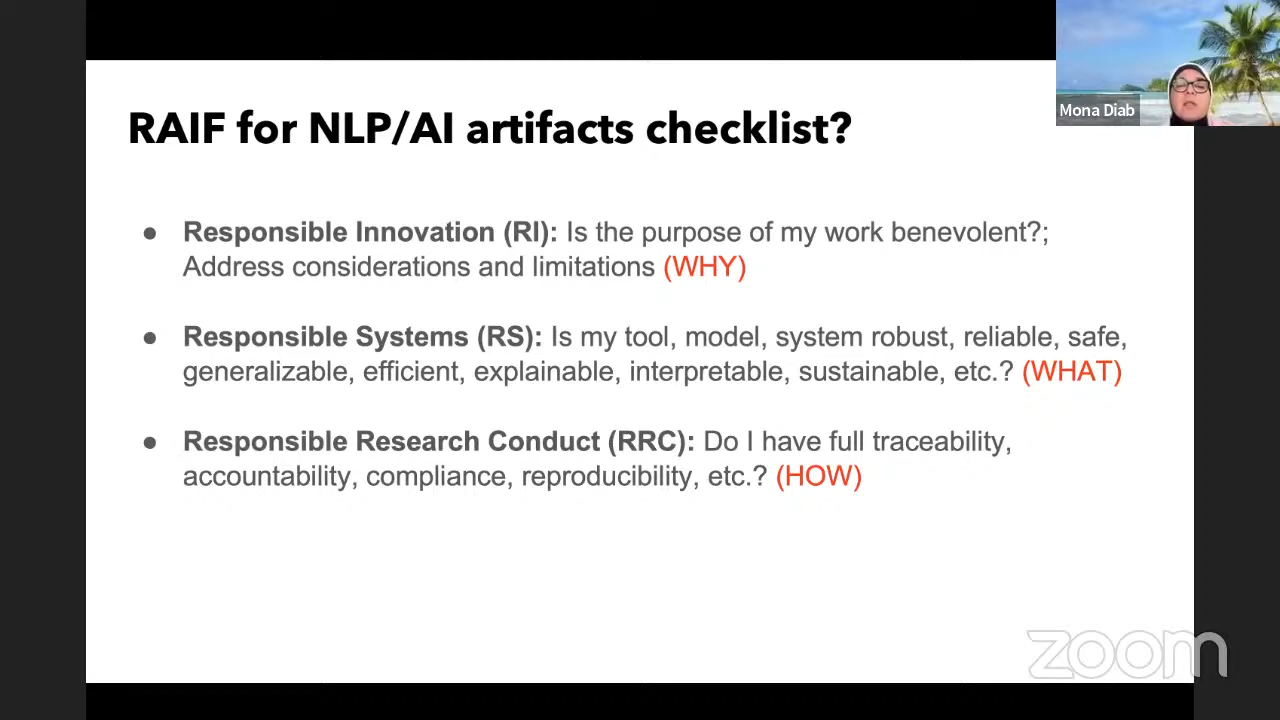 RAIF for NLP/AI artifacts checklist?
Mona Diab
● Responsible Innovation (RI): Is the purpose of my work benevolent?;
Address considerations and limitations (WHY)
● Responsible Systems (RS): Is my tool, model, system robust, reliable, safe,
generalizable, efficient, explainable, interpretable, sustainable, etc.? (WHAT)
● Responsible Research Conduct (RRC): Do I have full traceability,
accountability, compliance, reproducibility, etc.? (HOW)
zoom